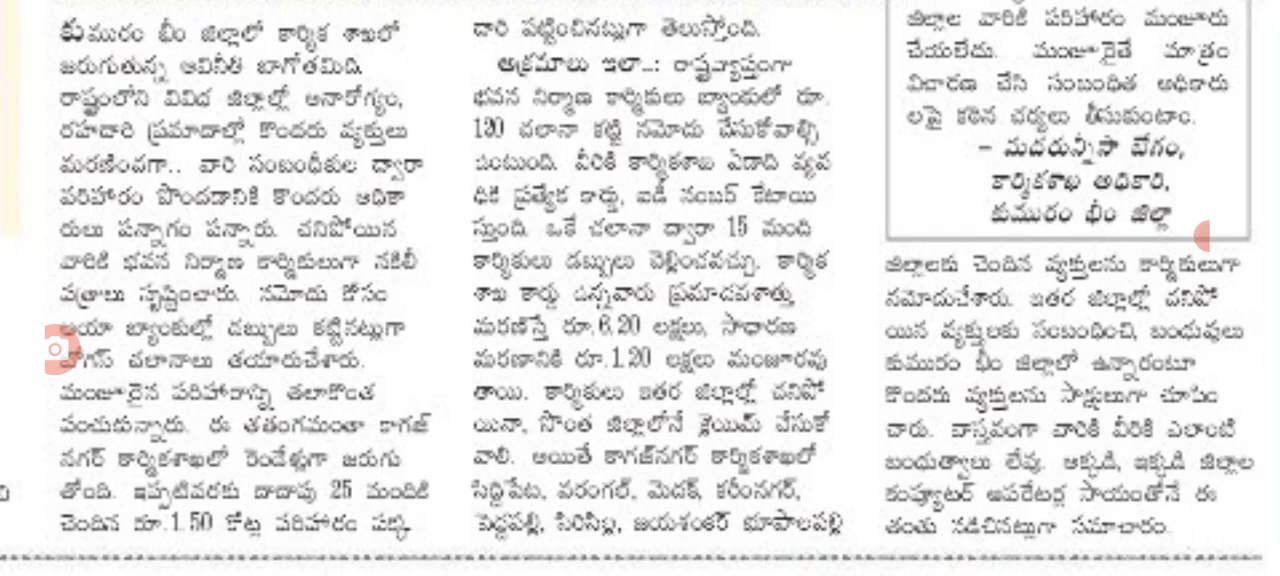 కుమురం భీం జిల్లాలో కార్మిక శాఖలో
జరుగుతున్న అవినీతి బాగోతమిది.
రాష్ట్రంలోని వివిధ జిల్లాల్లో అనారోగ్యం,
రహదారి ప్రమాదాల్లో కొందరు వ్యక్తులు
మరణించగా.. వారి సంబంధీకుల ద్వారా
పరిహారం పొందడానికి కొందరు అధికా
రులు పన్నాగం పన్నారు. చనిపోయిన
వారికి భవన నిర్మాణ కార్మికులుగా నకిలీ
పత్రాలు సృష్టించారు. నమోదు కోసం
ఆయా బ్యాంకుల్లో డబ్బులు కట్టినట్లుగా
బోగస్ చలానాలు తయారుచేశారు.
మంజూరైన పరిహారాన్ని తలాకొంత
పంచుకున్నారు. ఈ తతంగమంతా కాగజ్
నగర్ కార్మికశాఖలో రెండేళ్లుగా జరుగు
తోంది. ఇప్పటివరకు దాదాపు 25 మందికి
చెందిన రూ.1.50 కోట్ల పరిహారం పక్క
దారి పట్టించినట్లుగా తెలుస్తోంది.
అక్రమాలు ఇలా..: రాష్ట్రవ్యాప్తంగా
భవన నిర్మాణ కార్మికులు బ్యాంకులో రూ.
120 చలానా కట్టి నమోదు చేసుకోవాల్సి
ఉంటుంది. వీరికి కార్మికశాఖ ఏడాది వ్యవ
ధికి ప్రత్యేక కార్డు, ఐడీ నంబర్ కేటాయి
స్తుంది. ఒకే చలానా ద్వారా 15 మంది
కార్మికులు డబ్బులు చెల్లించవచ్చు. కార్మిక
శాఖ కార్డు ఉన్నవారు ప్రమాదవశాత్తు
మరణిస్తే రూ.6.20 లక్షలు, సాధారణ
మరణానికి రూ.1.20 లక్షలు మంజూరవు
తాయి. కార్మికులు ఇతర జిల్లాల్లో చనిపో
యినా, సొంత జిల్లాలోనే క్లెయిమ్ చేసుకో
వాలి. అయితే కాగజ్‌నగర్ కార్మికశాఖలో
సిద్దిపేట, వరంగల్, మెదక్, కరీంనగర్,
పెద్దపల్లి, సిరిసిల్ల, జయశంకర్ భూపాలపల్లి
జిల్లాల వారికి పరిహారం మంజూరు
చేయలేదు. మంజూరైతే మాత్రం
విచారణ చేసి సంబంధిత అధికారు
లపై కఠిన చర్యలు తీసుకుంటాం.
– మదరున్నీసా బేగం,
కార్మికశాఖ అధికారి,
కుమురం భీం జిల్లా
జిల్లాలకు చెందిన వ్యక్తులను కార్మికులుగా
నమోదుచేశారు. ఇతర జిల్లాల్లో చనిపో
యిన వ్యక్తులకు సంబంధించి, బంధువులు
కుమురం భీం జిల్లాలో ఉన్నారంటూ
కొందరు వ్యక్తులను సాక్షులుగా చూపిం
చారు. వాస్తవంగా వారికి వీరికి ఎలాంటి
బంధుత్వాలు లేవు. అక్కడి, ఇక్కడి జిల్లాల
కంప్యూటర్ ఆపరేటర్ల సాయంతోనే ఈ
తంతు నడిచినట్లుగా సమాచారం.